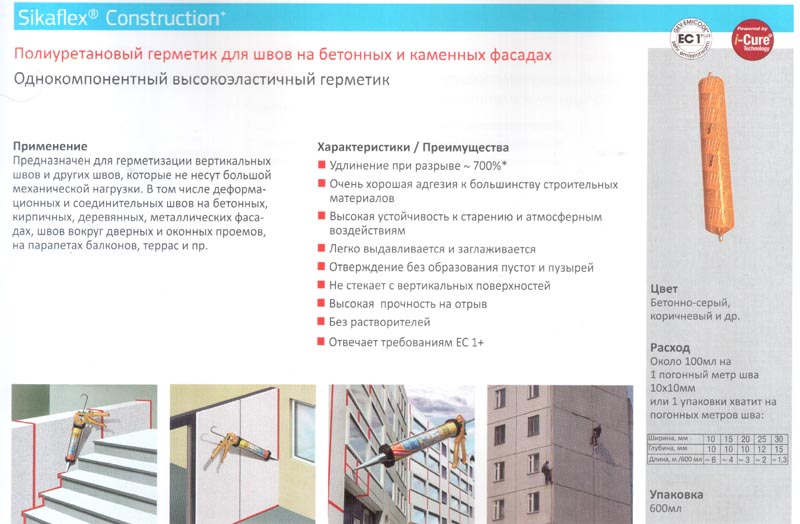 Sikaflex® Construction+
Полиуретановый герметик для швов на бетонных и каменных фасадах
Однокомпонентный высокоэластичный герметик
Применение
Предназначен для герметизации вертикальных
швов и других швов, которые не несут большой
механической нагрузки. В том числе деформа-
ционных и соединительных швов на бетонных,
кирпичных, деревянных, металлических фаса-
дах, швов вокруг дверных и оконных проемов,
на парапетах балконов, террас и пр.
Характеристики / Преимущества
Удлинение при разрыве ~ 700%*
Очень хорошая адгезия к большинству строительных
материалов
Высокая устойчивость к старению и атмосферным
воздействиям
Легко выдавливается и заглаживается
Отверждение без образования пустот и пузырей
Не стекает с вертикальных поверхностей
Высокая прочность на отрыв
Без растворителей
Отвечает требованиям ЕС 1+
EC 1 PLUS
Powered by
i-Cure®
Technology
Цвет
Бетонно-серый,
коричневый и др.
Расход
Около 100мл на
1 погонный метр шва
10x10мм
или 1 упаковки хватит на
погонных метров шва:
Ширина, мм 10 15 20 25 30
Глубина, мм 10 10 10 12 15
Длина, м /600 мл ~ 6 ~ 4 ~ 3 ~ 2 ~ 1,3
Упаковка
600мл